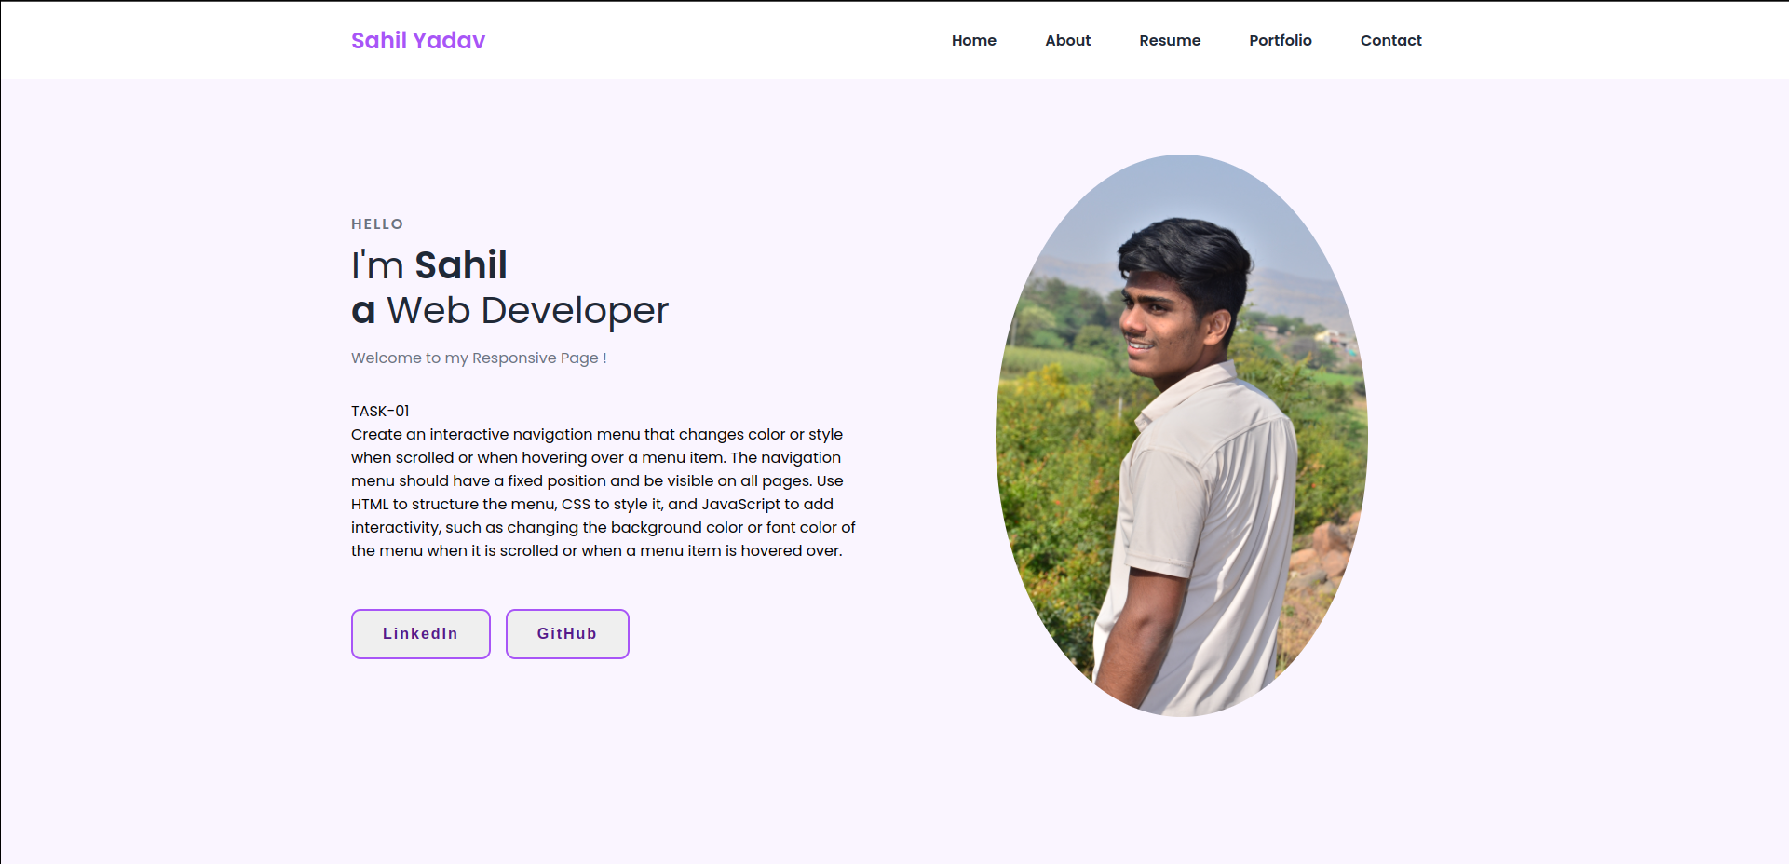 Sahil Yadav
Home About Resume Portfolio Contact
HELLO
I'm Sahil
a Web Developer
Welcome to my Responsive Page !
TASK-01
Create an interactive navigation menu that changes color or style
when scrolled or when hovering over a menu item. The navigation
menu should have a fixed position and be visible on all pages. Use
HTML to structure the menu, CSS to style it, and JavaScript to add
interactivity, such as changing the background color or font color of
the menu when it is scrolled or when a menu item is hovered over.
LinkedIn GitHub